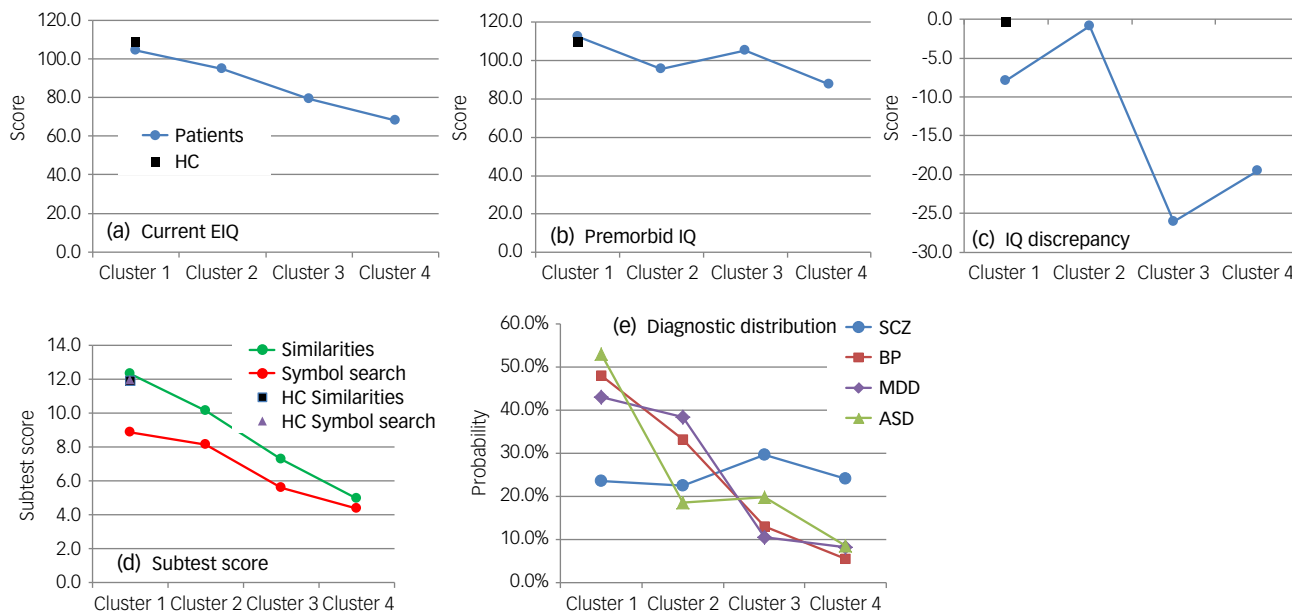 120.0
100.0
80.0
60.0
40.0
20.0
0.0
Score
Patients
HC
(a) Current EIQ
Cluster 1 Cluster 2 Cluster 3 Cluster 4
120.0
100.0
80.0
60.0
40.0
20.0
0.0
Score
(b) Premorbid IQ
Cluster 1 Cluster 2 Cluster 3 Cluster 4
0.0
-5.0
-10.0
-15.0
-20.0
-25.0
-30.0
Score
(c) IQ discrepancy
Cluster 1 Cluster 2 Cluster 3 Cluster 4
14.0
12.0
10.0
8.0
6.0
4.0
2.0
0.0
Subtest score
Similarities
Symbol search
HC Similarities
HC Symbol search
(d) Subtest score
Cluster 1 Cluster 2 Cluster 3 Cluster 4
60.0%
50.0%
40.0%
30.0%
20.0%
10.0%
0.0%
Probability
(e) Diagnostic distribution
SCZ
BP
MDD
ASD
Cluster 1 Cluster 2 Cluster 3 Cluster 4